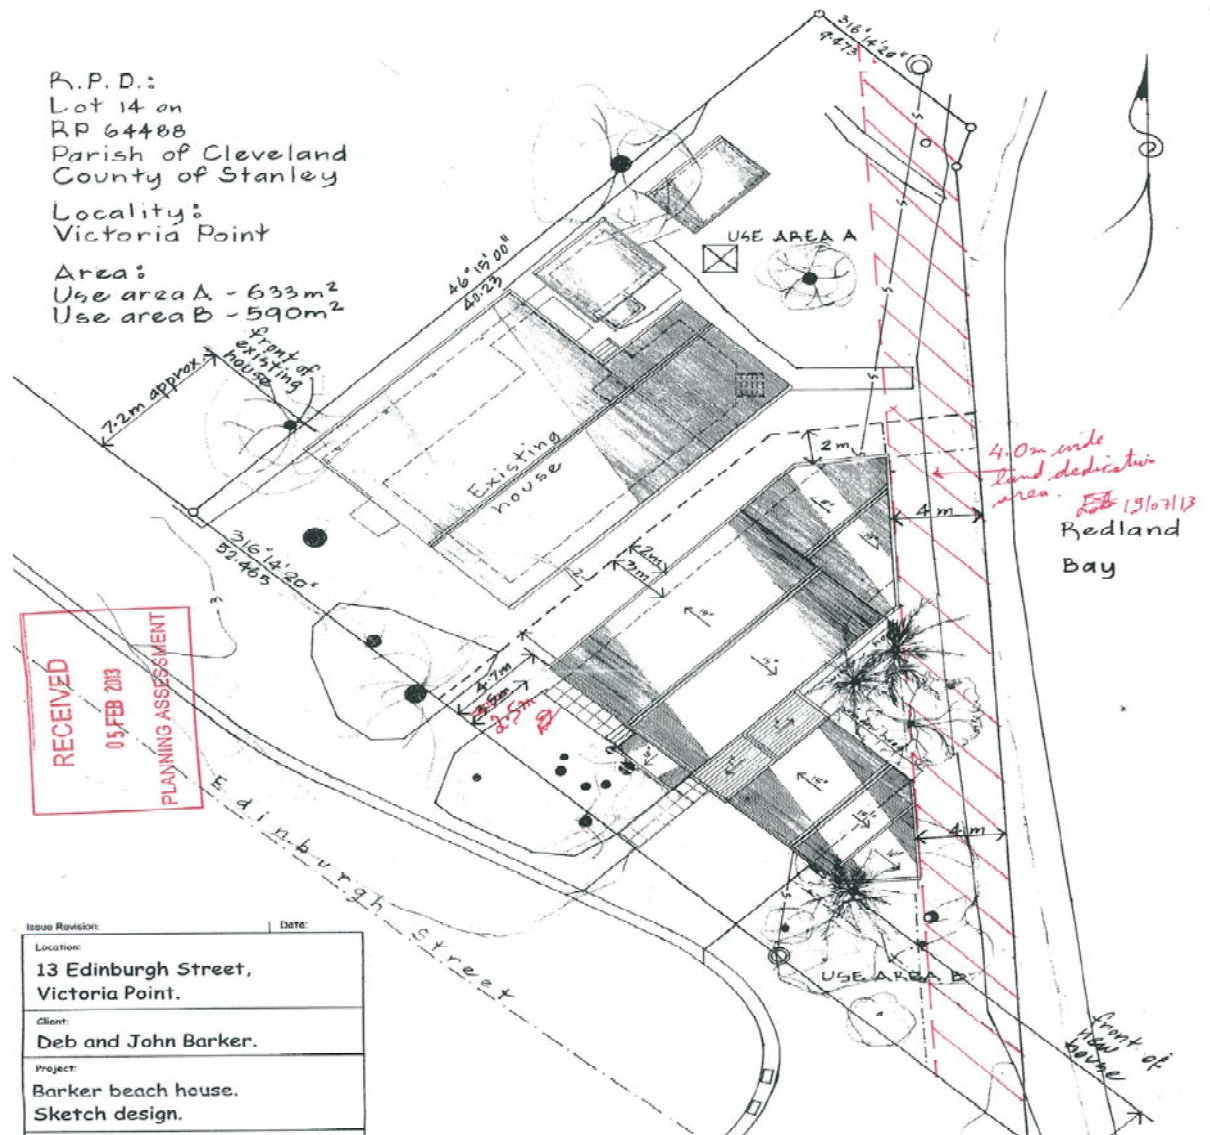 R.P.D.:
Lot 14 on
RP 64488
Parish of Cleveland
County of Stanley
Locality:
Victoria Point
Area:
Use area A - 633m²
Use area B - 590m²
316°14'20"
9.473
46°15'00"
40.23
USE AREA A
front of
existing
house
7.2m approx
Existing
house
2m
4.0m wide
land dedication
area.
19/07/13
4 m
Redland
Bay
2m
3m
316°14'20"
52.465
4.7m
2.5m
RECEIVED
05 FEB 2013
PLANNING ASSESSMENT
4 m
Edinburgh Street
USE AREA B
front of
new
house
Issue Revision:
Date:
Location:
13 Edinburgh Street,
Victoria Point.
Client:
Deb and John Barker.
Project:
Barker beach house.
Sketch design.